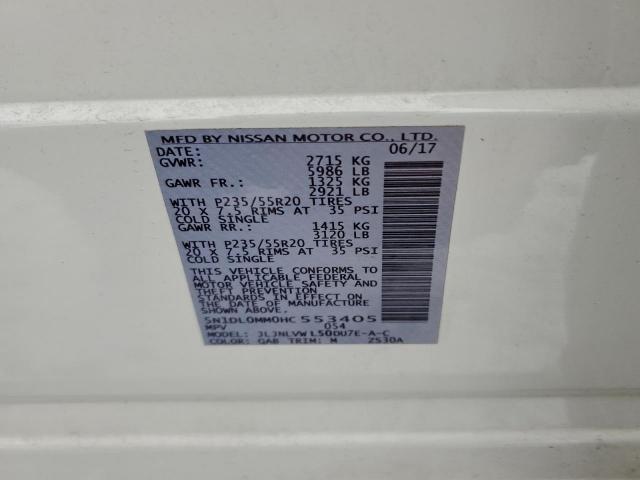 MFD BY NISSAN MOTOR CO., LTD.
DATE: 06/17
GVWR: 2715 KG
5986 LB
GAWR FR.: 1325 KG
2921 LB
WITH P235/55R20 TIRES
20 X 7.5 RIMS AT 35 PSI
COLD SINGLE
GAWR RR.: 1415 KG
3120 LB
WITH P235/55R20 TIRES
20 X 7.5 RIMS AT 35 PSI
COLD SINGLE
THIS VEHICLE CONFORMS TO
ALL APPLICABLE FEDERAL
MOTOR VEHICLE SAFETY AND
THEFT PREVENTION
STANDARDS IN EFFECT ON
THE DATE OF MANUFACTURE
SHOWN ABOVE.
5N1DL0MM0HC553405
MPV 054
MODEL: JLJNLVWL50DU7E-A-C
COLOR: GAB TRIM: M ZS30A